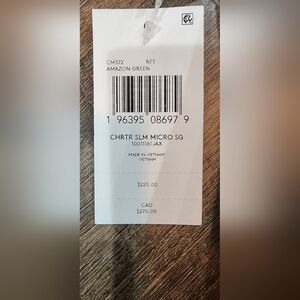 CM372 RFT
AMAZON GREEN
1 96395 08697 9
CHRTR SLM MICRO SG
10011161JAX
MADE IN VIETNAM/
VIETNAM
$225.00
CAD
$270.00